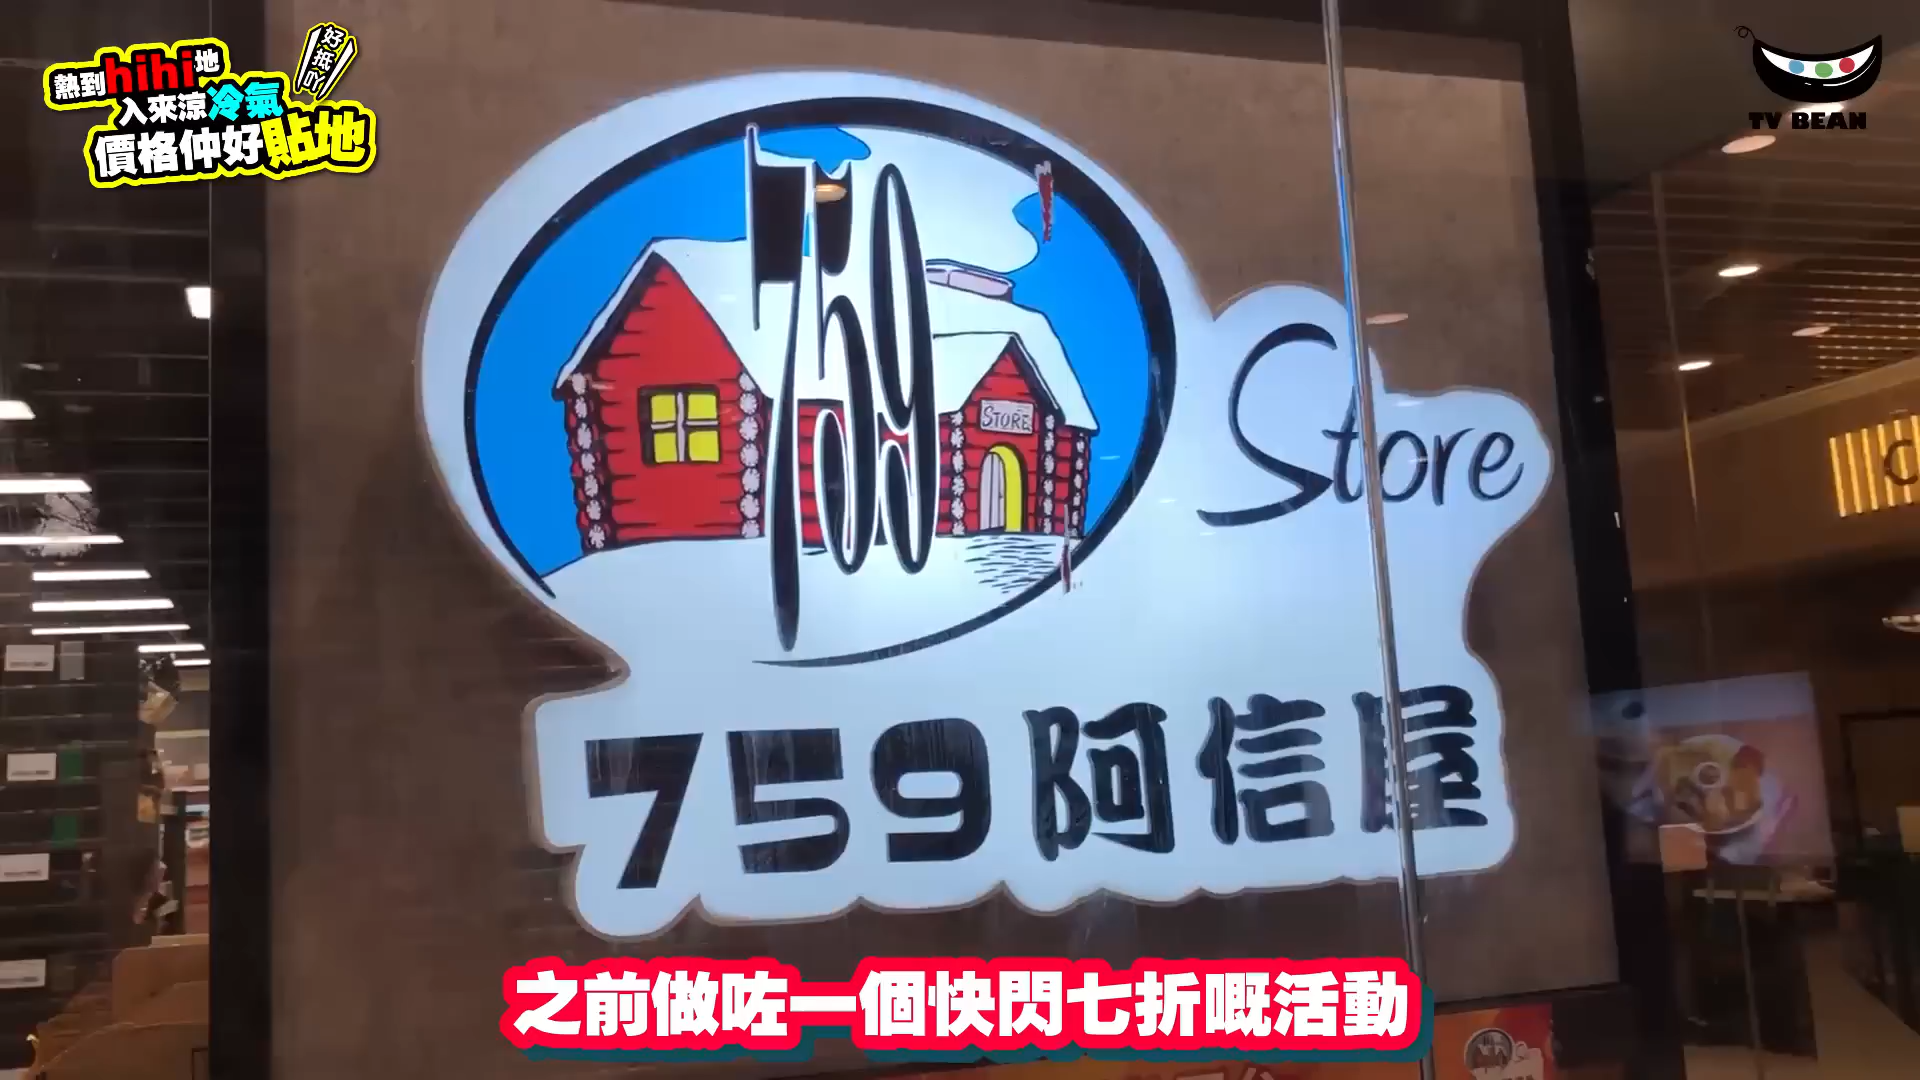 熱到hihi地
入來涼冷氣
價格仲好貼地
好抵吖
TV BEAN
759
STORE
Store
759阿信屋
之前做咗一個快閃七折嘅活動